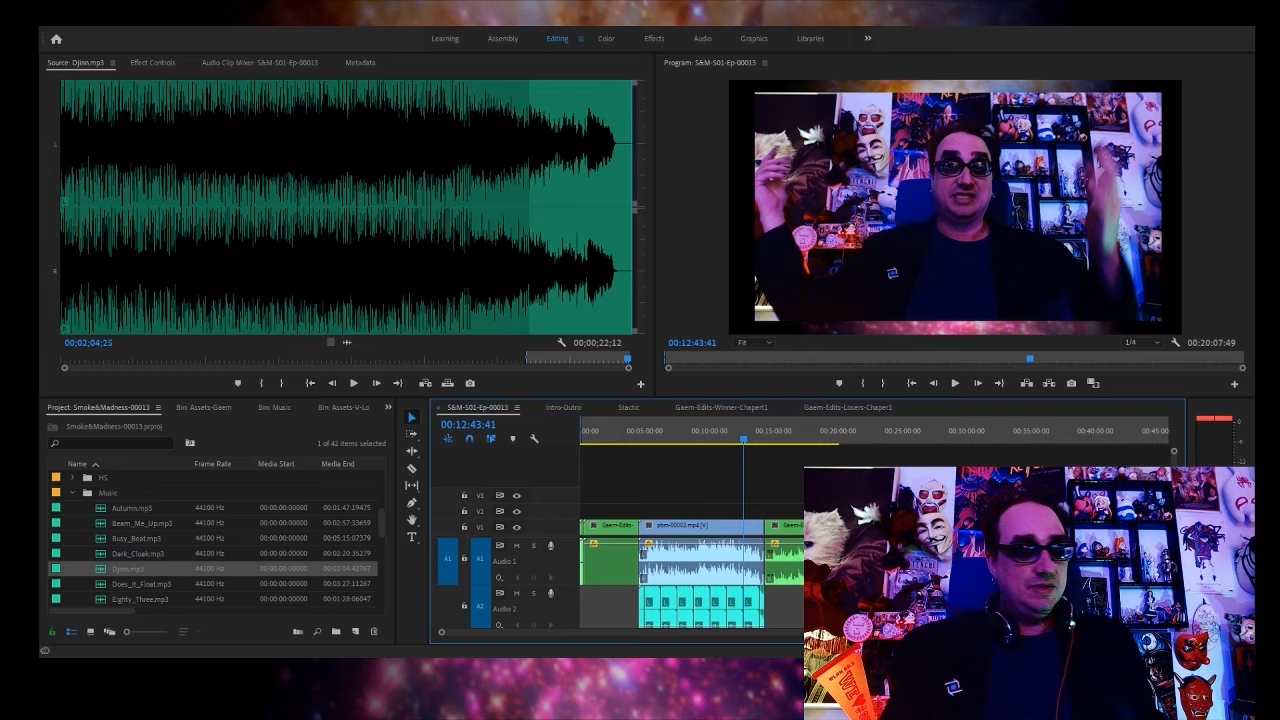 Learning Assembly Editing Color Effects Audio Graphics Libraries
Source: Djinn.mp3 Effect Controls Audio Clip Mixer: S&M-S01-Ep-00013 Metadata
Program: S&M-S01-Ep-00013
L
R
00;02;04;25 00;00;22;12
00:12:43:41 Fit 1/4 00:20:07:49
Project: Smoke&Madness-00013 Bin: Assets-Gaem Bin: Music Bin: Assets-V-Lo
Smoke&Madness-00013.prproj
1 of 42 items selected
Name Frame Rate Media Start Media End
HS
Music
Autumn.mp3 44100 Hz 00:00:00:00000 00:01:47.19475
Beam_Me_Up.mp3 44100 Hz 00:00:00:00000 00:02:57:33659
Busy_Beat.mp3 44100 Hz 00:00:00:00000 00:05:15:07379
Dark_Cloak.mp3 44100 Hz 00:00:00:00000 00:02:20:35279
Djinn.mp3 44100 Hz 00:00:00:00000 00:02:04:42767
Does_It_Float.mp3 44100 Hz 00:00:00:00000 00:03:27:11263
Eighty_Three.mp3 44100 Hz 00:00:00:00000 00:01:28:06047
S&M-S01-Ep-00013 Intro-Outro Stactic Gaem-Edits-Winner-Chapert1 Gaem-Edits-Losers-Chaper1
00:12:43:41
:00:00 00:05:00:00 00:10:00:00 00:15:00:00 00:20:00:00 00:25:00:00 00:30:00:00 00:35:00:00 00:40:00:00 00:45:00
V3
V2
V1
Gaem-Edits- pbm-00002.mp4 [V] Gaem-E
A1 A1 M S
Audio 1
A2 M S
Audio 2
0
-6
-12